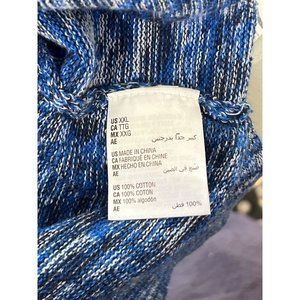 US XXL
CA TTG
MX XXG
AE كبير جدًا بدرجتين
US MADE IN CHINA
CA FABRIQUÉ EN CHINE
MX HECHO EN CHINA
AE صنع في الصين
US 100% COTTON
CA 100% COTON
MX 100% algodón
AE 100% قطن